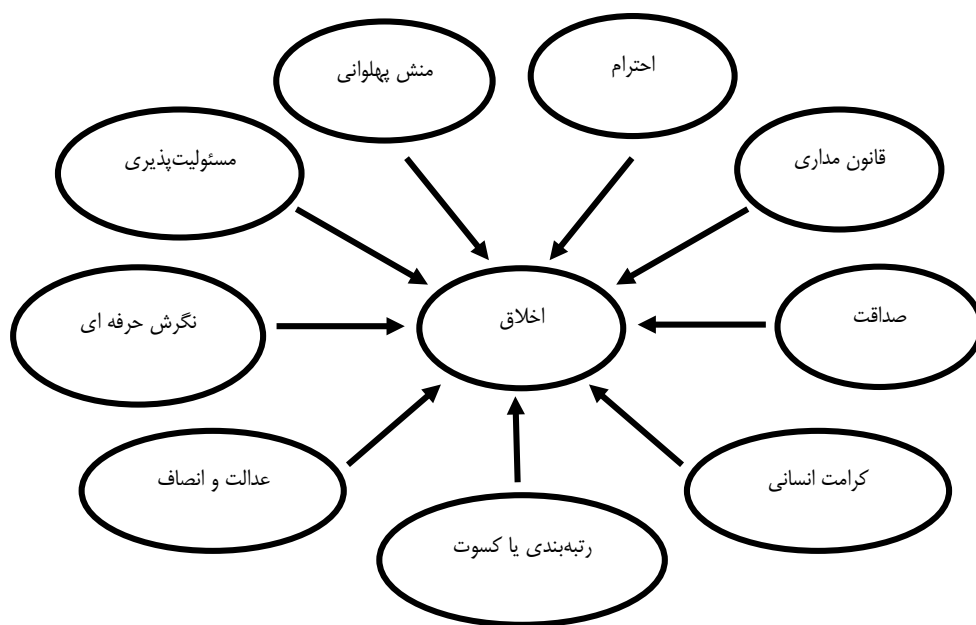 احترام
منش پهلوانی
قانون مداری
مسئولیت‌پذیری
صداقت
اخلاق
نگرش حرفه ای
کرامت انسانی
عدالت و انصاف
رتبه‌بندی یا کسوت